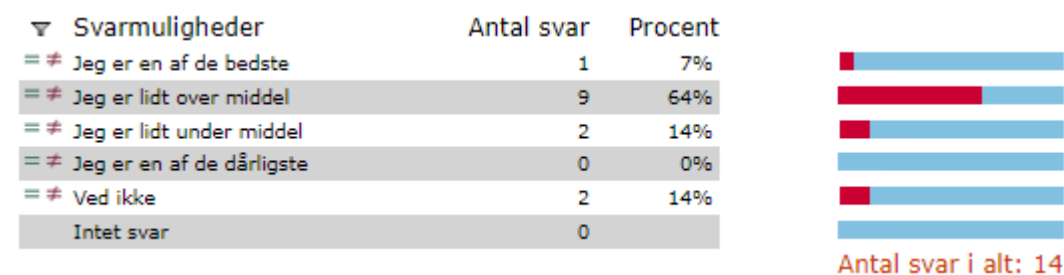 Svarmuligheder Antal svar Procent
= ≠ Jeg er en af de bedste 1 7%
= ≠ Jeg er lidt over middel 9 64%
= ≠ Jeg er lidt under middel 2 14%
= ≠ Jeg er en af de dårligste 0 0%
= ≠ Ved ikke 2 14%
Intet svar 0
Antal svar i alt: 14